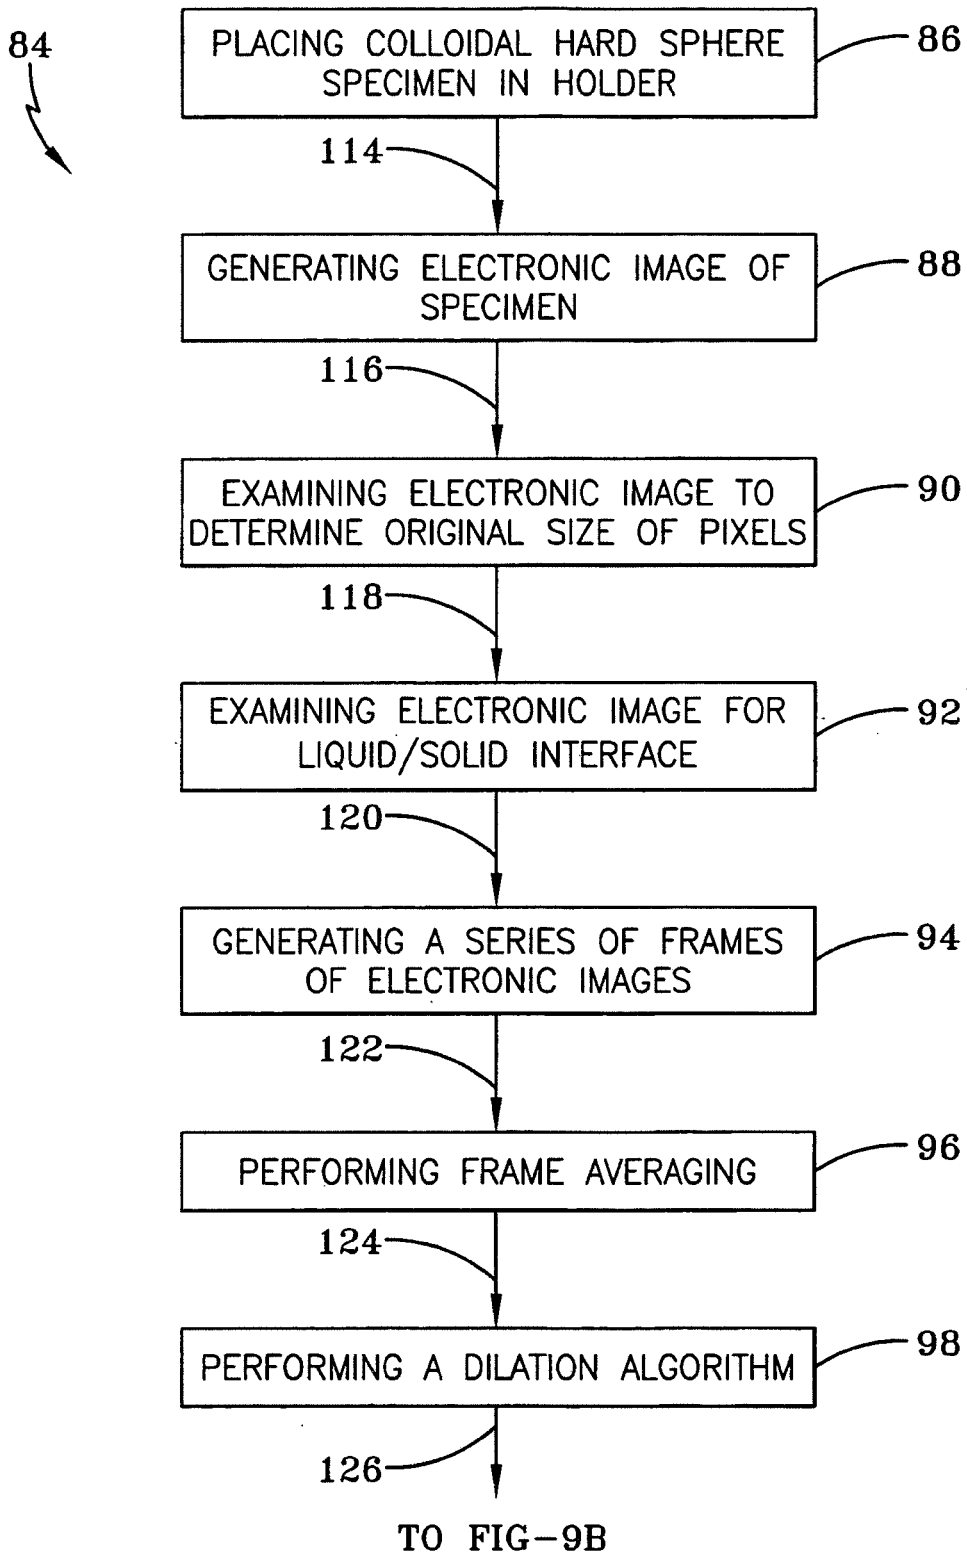 84
PLACING COLLOIDAL HARD SPHERE
SPECIMEN IN HOLDER
86
114
GENERATING ELECTRONIC IMAGE OF
SPECIMEN
88
116
EXAMINING ELECTRONIC IMAGE TO
DETERMINE ORIGINAL SIZE OF PIXELS
90
118
EXAMINING ELECTRONIC IMAGE FOR
LIQUID/SOLID INTERFACE
92
120
GENERATING A SERIES OF FRAMES
OF ELECTRONIC IMAGES
94
122
PERFORMING FRAME AVERAGING
96
124
PERFORMING A DILATION ALGORITHM
98
126
TO FIG-9B